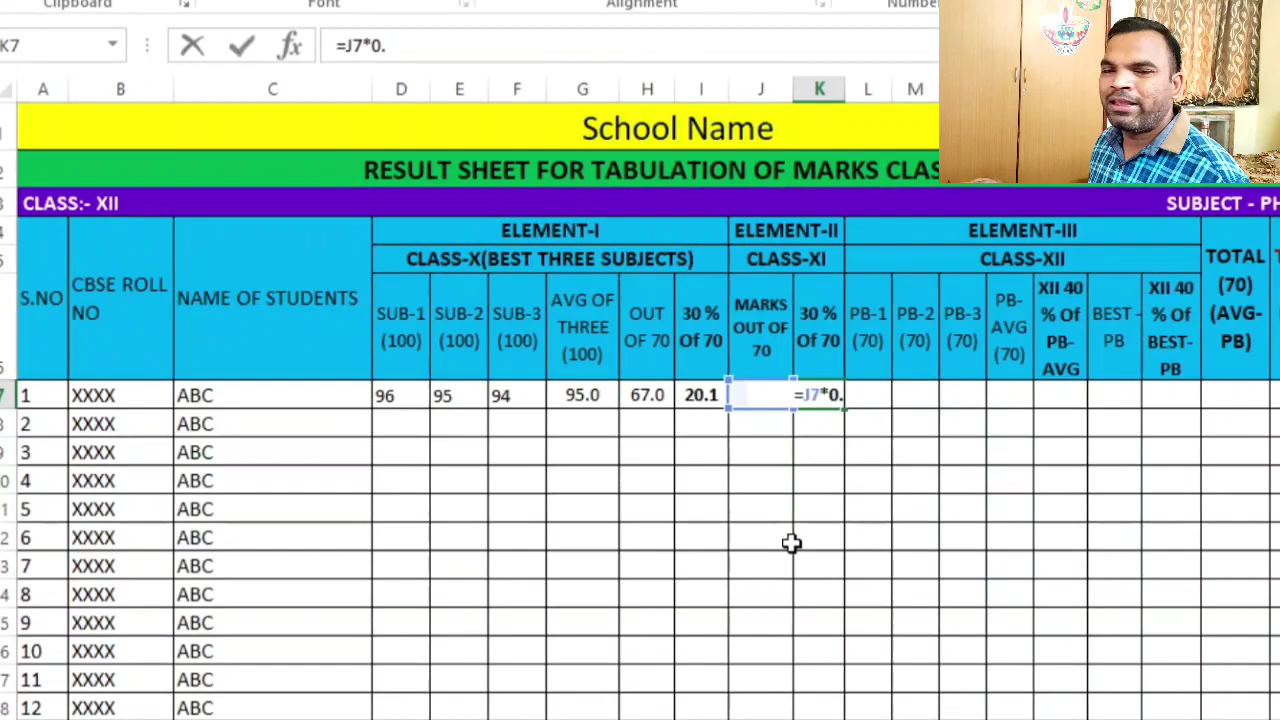 Clipboard Font Alignment
K7 =J7*0.
A B C D E F G H I J K L M
School Name
RESULT SHEET FOR TABULATION OF MARKS
CLASS:- XII SUBJECT -
ELEMENT-I ELEMENT-II ELEMENT-III
CLASS-X(BEST THREE SUBJECTS) CLASS-XI CLASS-XII
S.NO
CBSE ROLL
NO
NAME OF STUDENTS
SUB-1
(100)
SUB-2
(100)
SUB-3
(100)
AVG OF
THREE
(100)
OUT
OF 70
30 %
Of 70
MARKS
OUT OF
70
30 %
Of 70
PB-1
(70)
PB-2
(70)
PB-3
(70)
PB-
AVG
(70)
XII 40
% Of
PB-
AVG
BEST -
PB
XII 40
% Of
BEST-
PB
TOTAL
(70)
(AVG-
PB)
1 XXXX ABC 96 95 94 95.0 67.0 20.1 =J7*0.
2 XXXX ABC
3 XXXX ABC
4 XXXX ABC
5 XXXX ABC
6 XXXX ABC
7 XXXX ABC
8 XXXX ABC
9 XXXX ABC
10 XXXX ABC
11 XXXX ABC
12 XXXX ABC